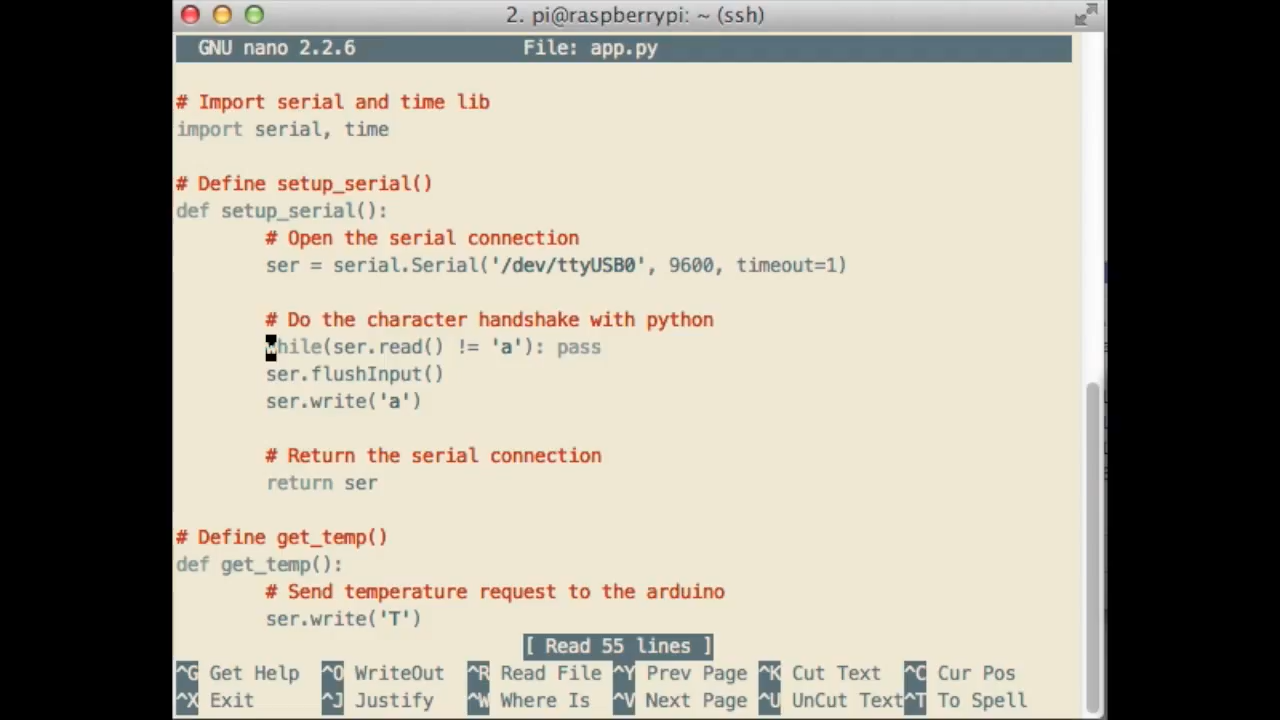 2. pi@raspberrypi: ~ (ssh)
GNU nano 2.2.6 File: app.py
# Import serial and time lib
import serial, time
# Define setup_serial()
def setup_serial():
# Open the serial connection
ser = serial.Serial('/dev/ttyUSB0', 9600, timeout=1)
# Do the character handshake with python
while(ser.read() != 'a'): pass
ser.flushInput()
ser.write('a')
# Return the serial connection
return ser
# Define get_temp()
def get_temp():
# Send temperature request to the arduino
ser.write('T')
[ Read 55 lines ]
^G Get Help ^O WriteOut ^R Read File ^Y Prev Page ^K Cut Text ^C Cur Pos
^X Exit ^J Justify ^W Where Is ^V Next Page ^U UnCut Text ^T To Spell